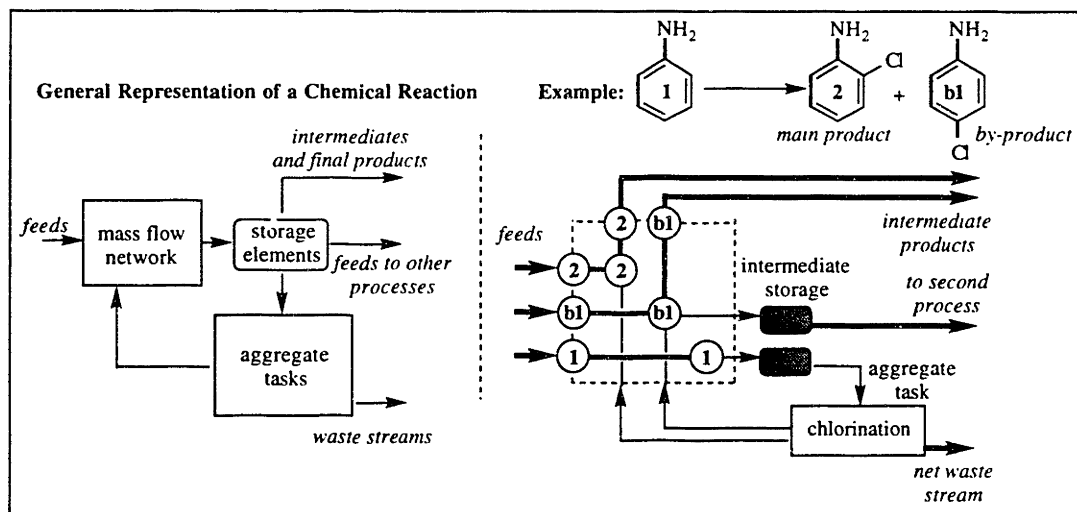 NH₂
NH₂
NH₂
Cl
General Representation of a Chemical Reaction
Example:
1
2
+
b1
main product
by-product
Cl
intermediates
and final products
feeds
mass flow
network
storage
elements
feeds to other
processes
aggregate
tasks
waste streams
2
b1
intermediate
products
feeds
2
2
intermediate
storage
to second
process
b1
b1
1
1
aggregate
task
chlorination
net waste
stream